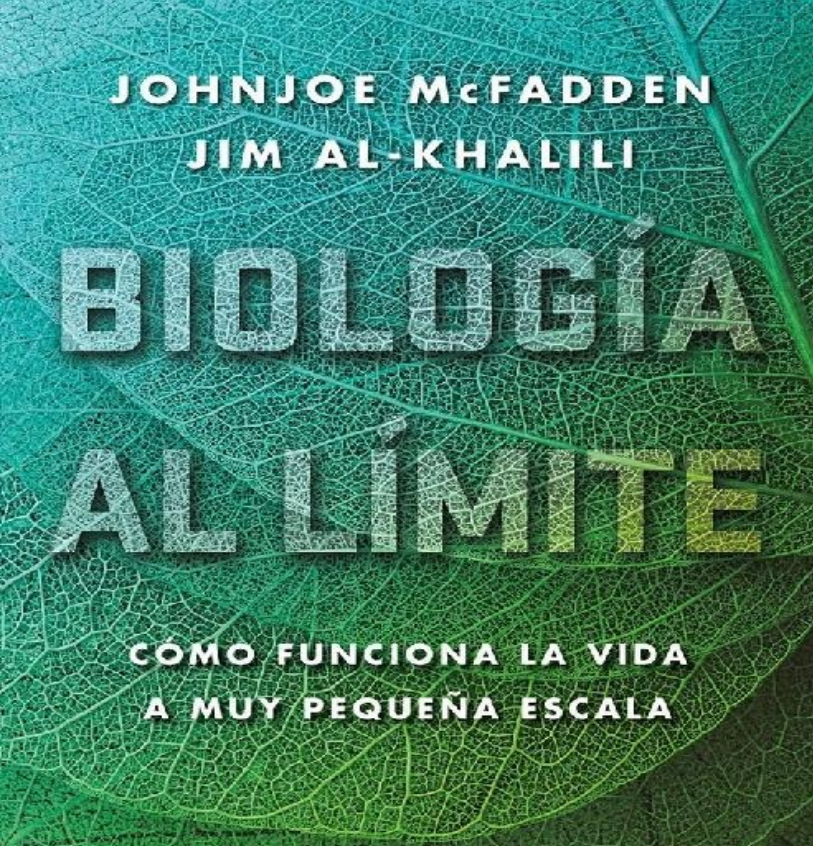 JOHNJOE McFADDEN
JIM AL-KHALILI
BIOLOGÍA
AL LÍMITE
CÓMO FUNCIONA LA VIDA
A MUY PEQUEÑA ESCALA